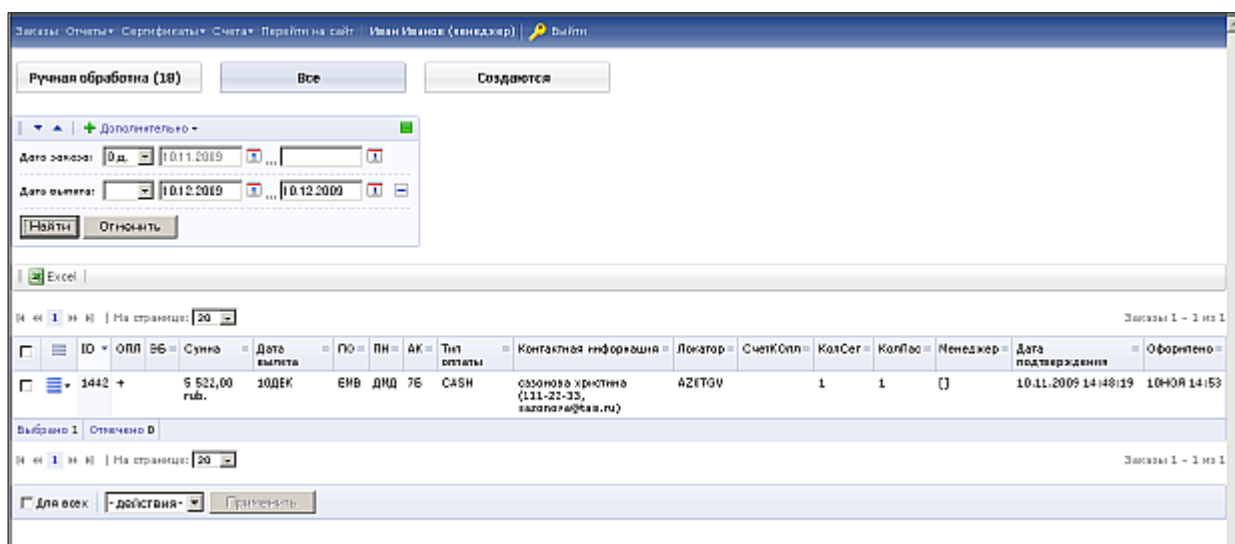 Заказы Отчеты Сертификаты Счета Перейти на сайт Иван Иванов (менеджер) Выйти
Ручная обработка (18) Все Создаются
Дополнительно
Дата заказа: 0 д. 10.11.2009 ...
Дата вылета: 10.12.2009 ... 10.12.2009
Найти Отменить
Excel
1 | На странице: 20 Заказы 1 - 1 из 1
ID ОПЛ ВБ Сумма Дата вылета ПО ПН АК Тип оплаты Контактная информация Локатор СчетКОпл КолСег КолПас Менеджер Дата подтверждения Оформлено
1442 + 5 522,00 rub. 10ДЕК ЕМВ ДМД 7Б CASH сазонова христина (111-22-33, sazonova@tais.ru) AZITGV 1 1 [] 10.11.2009 14:48:19 10НОЯ 14:53
Выбрано 1 Отмечено 0
1 | На странице: 20 Заказы 1 - 1 из 1
Для всех -действия- Применить